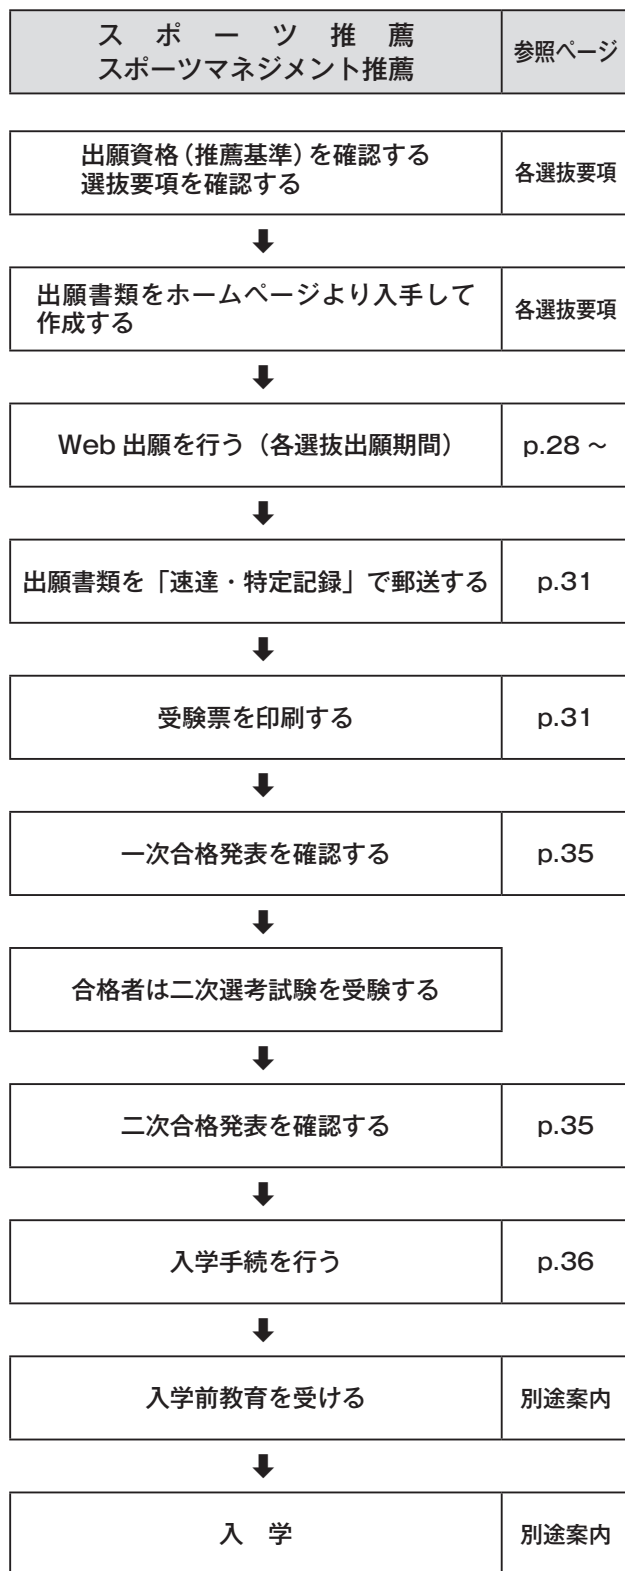 スポーツ推薦
スポーツマネジメント推薦
参照ページ
出願資格（推薦基準）を確認する
選抜要項を確認する
各選抜要項
⬇
出願書類をホームページより入手して
作成する
各選抜要項
⬇
Web 出願を行う（各選抜出願期間）
p.28 ～
⬇
出願書類を「速達・特定記録」で郵送する
p.31
⬇
受験票を印刷する
p.31
⬇
一次合格発表を確認する
p.35
⬇
合格者は二次選考試験を受験する
⬇
二次合格発表を確認する
p.35
⬇
入学手続を行う
p.36
⬇
入学前教育を受ける
別途案内
⬇
入　学
別途案内